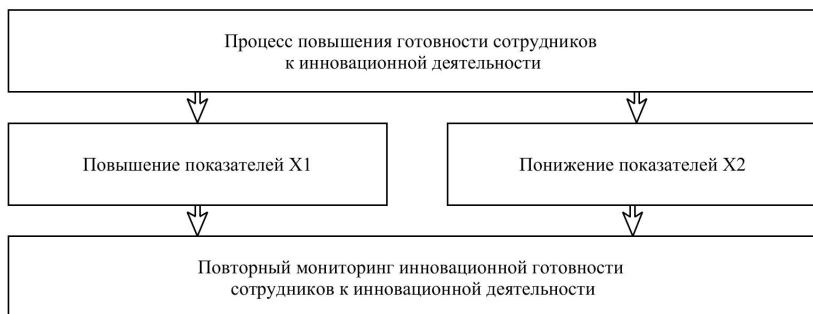 Процесс повышения готовности сотрудников
к инновационной деятельности
Повышение показателей X1
Понижение показателей X2
Повторный мониторинг инновационной готовности
сотрудников к инновационной деятельности